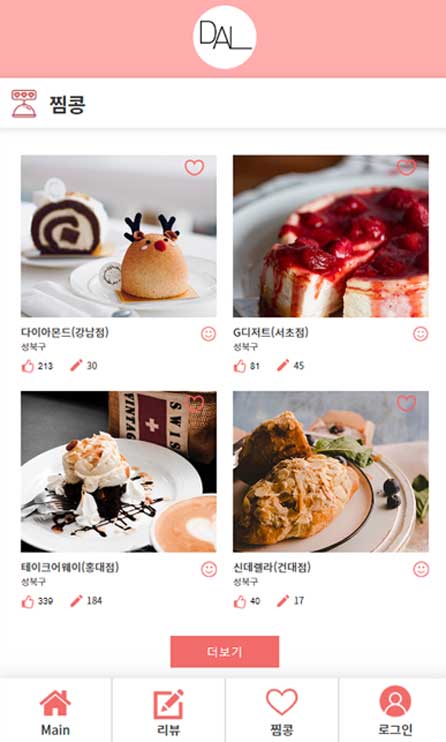 DAL
찜콩
다이아몬드(강남점)
성북구
213 30
G디저트(서초점)
성북구
81 45
SWISS
VINTAGE
테이크어웨이(홍대점)
성북구
339 184
신데렐라(건대점)
성북구
40 17
더보기
Main 리뷰 찜콩 로그인